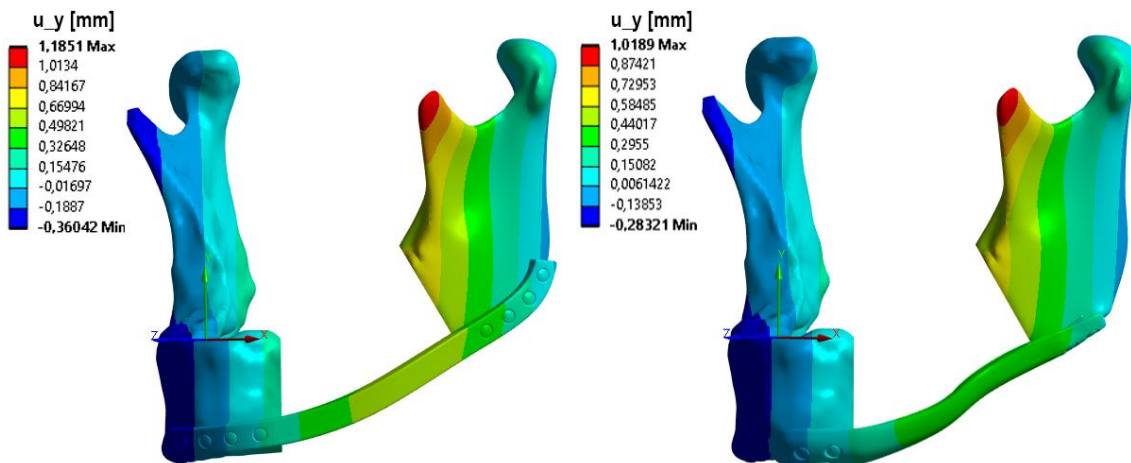 u_y [mm]
1,1851 Max
1,0134
0,84167
0,66994
0,49821
0,32648
0,15476
-0,01697
-0,1887
-0,36042 Min
Z
X
u_y [mm]
1,0189 Max
0,87421
0,72953
0,58485
0,44017
0,2955
0,15082
0,0061422
-0,13853
-0,28321 Min
Y
Z
X